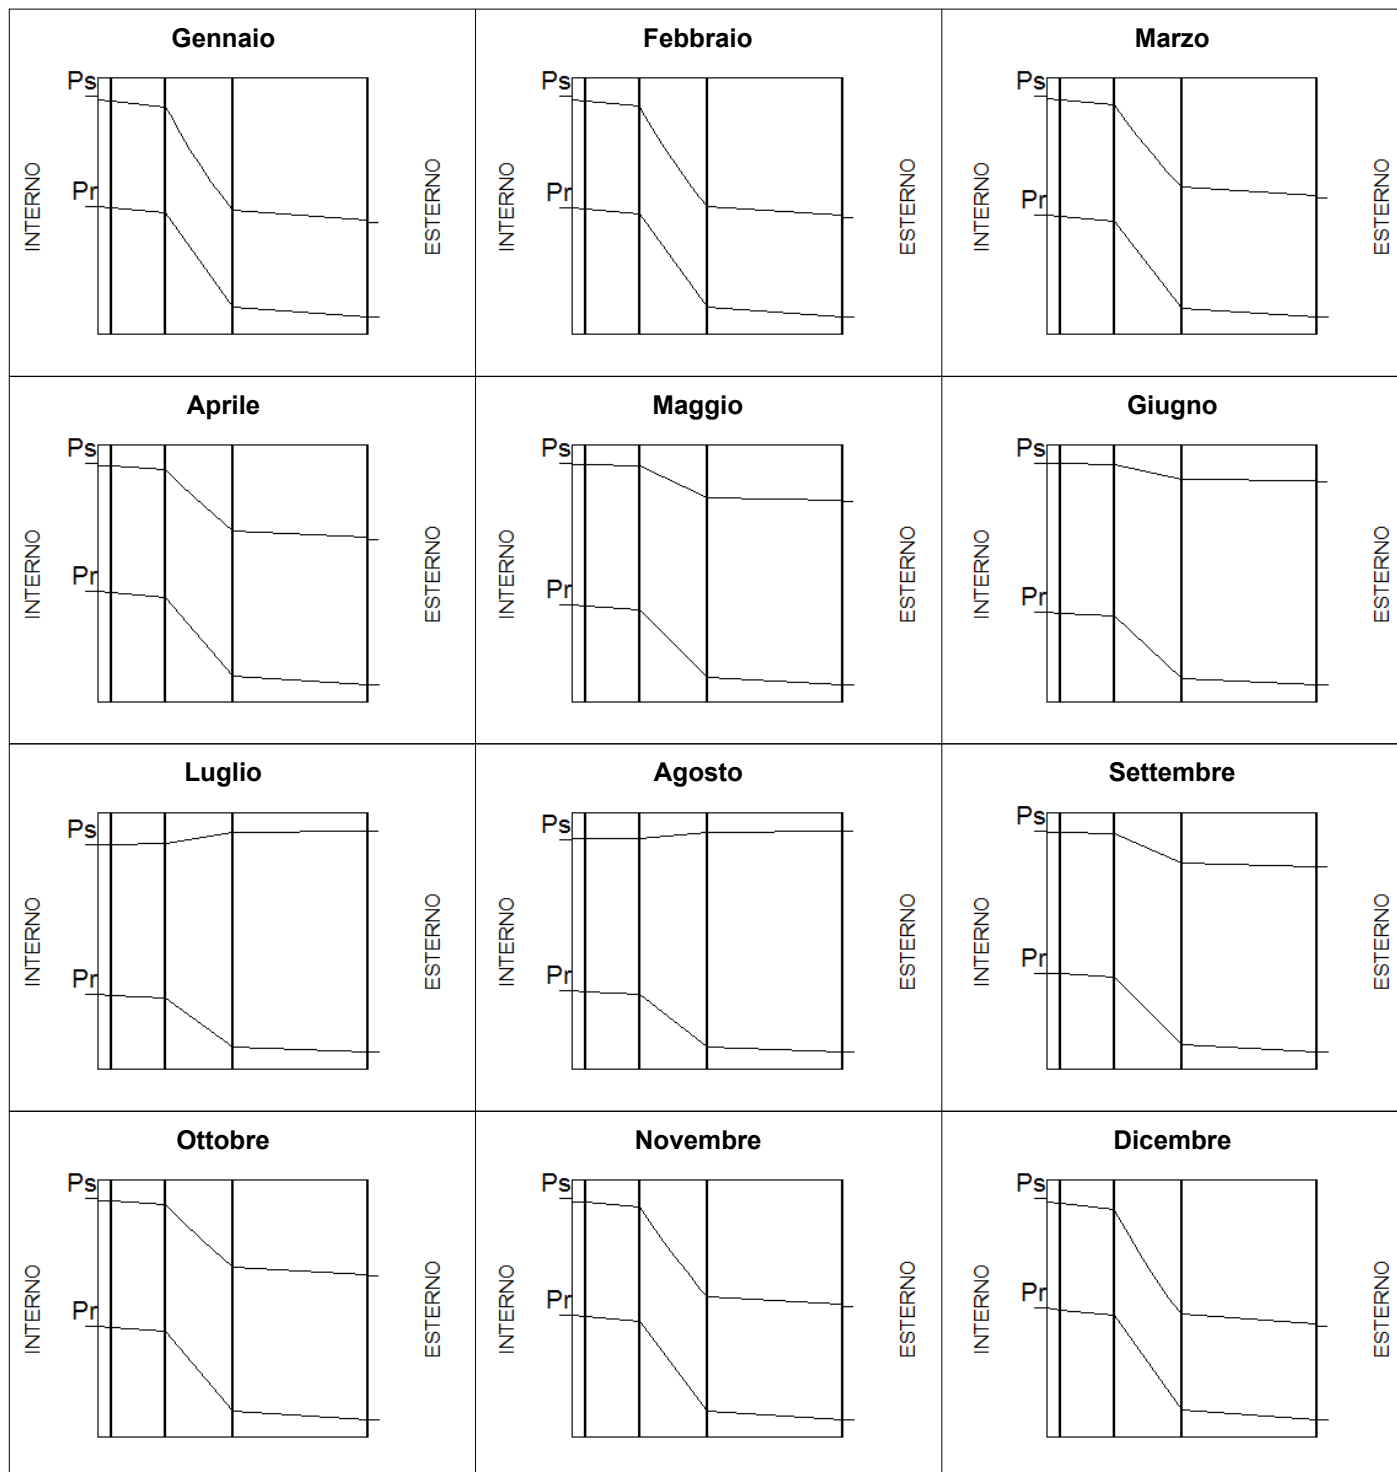 Gennaio
Ps
Pr
INTERNO
ESTERNO
Febbraio
Ps
Pr
INTERNO
ESTERNO
Marzo
Ps
Pr
INTERNO
ESTERNO
Aprile
Ps
Pr
INTERNO
ESTERNO
Maggio
Ps
Pr
INTERNO
ESTERNO
Giugno
Ps
Pr
INTERNO
ESTERNO
Luglio
Ps
Pr
INTERNO
ESTERNO
Agosto
Ps
Pr
INTERNO
ESTERNO
Settembre
Ps
Pr
INTERNO
ESTERNO
Ottobre
Ps
Pr
INTERNO
ESTERNO
Novembre
Ps
Pr
INTERNO
ESTERNO
Dicembre
Ps
Pr
INTERNO
ESTERNO